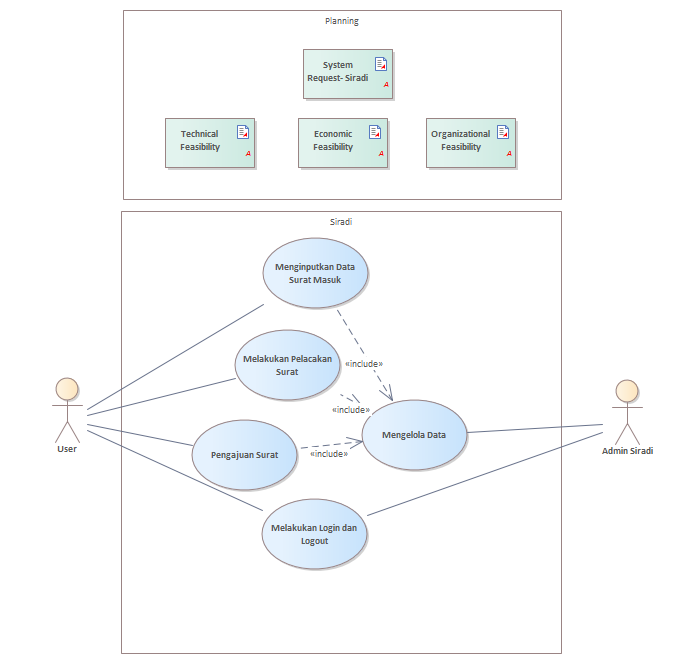 Planning
System
Request- Siradi
A
Technical
Feasibility
A
Economic
Feasibility
A
Organizational
Feasibility
A
Siradi
Menginputkan Data
Surat Masuk
Melakukan Pelacakan
Surat
«include»
«include»
Pengajuan Surat
«include»
Mengelola Data
Melakukan Login dan
Logout
User
Admin Siradi